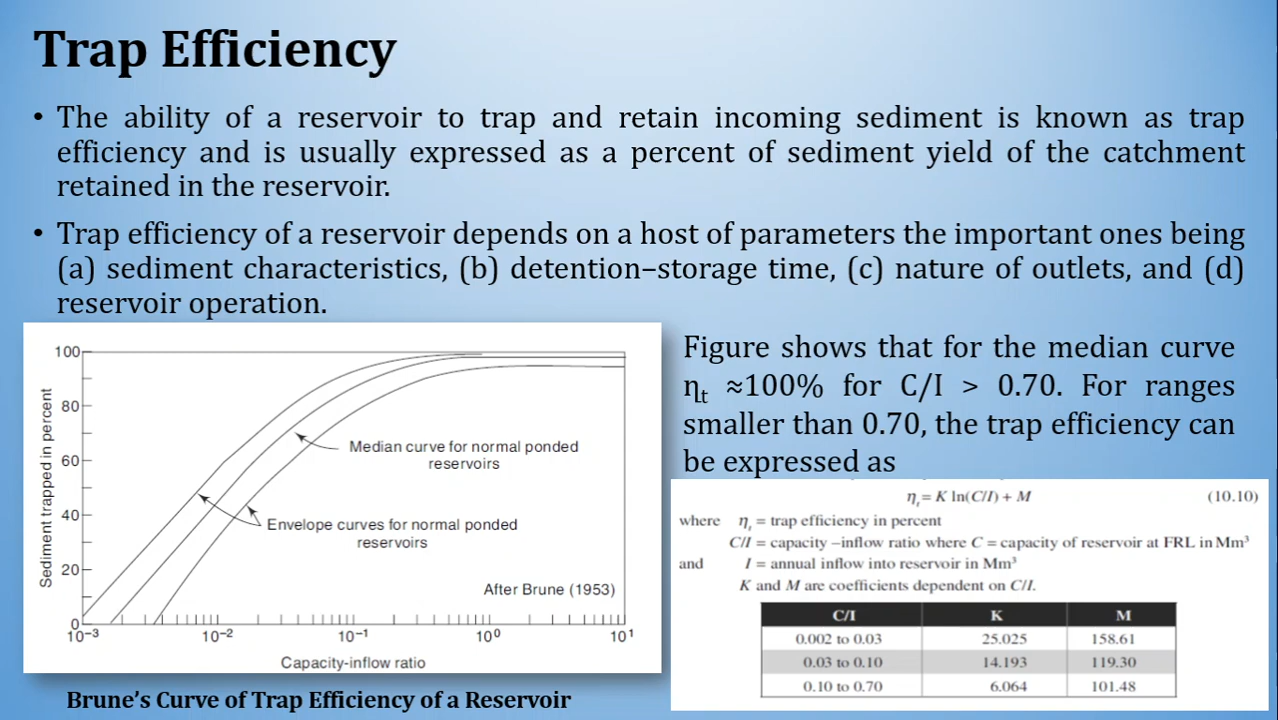 Trap Efficiency
• The ability of a reservoir to trap and retain incoming sediment is known as trap
efficiency and is usually expressed as a percent of sediment yield of the catchment
retained in the reservoir.
• Trap efficiency of a reservoir depends on a host of parameters the important ones being
(a) sediment characteristics, (b) detention–storage time, (c) nature of outlets, and (d)
reservoir operation.
Sediment trapped in percent
100
80
60
40
20
0
Median curve for normal ponded
reservoirs
Envelope curves for normal ponded
reservoirs
After Brune (1953)
10⁻³ 10⁻² 10⁻¹ 10⁰ 10¹
Capacity-inflow ratio
Brune’s Curve of Trap Efficiency of a Reservoir
Figure shows that for the median curve
ηt ≈100% for C/I > 0.70. For ranges
smaller than 0.70, the trap efficiency can
be expressed as
ηt = K ln(C/I) + M (10.10)
where ηt = trap efficiency in percent
C/I = capacity –inflow ratio where C = capacity of reservoir at FRL in Mm³
and I = annual inflow into reservoir in Mm³
K and M are coefficients dependent on C/I.
C/I K M
0.002 to 0.03 25.025 158.61
0.03 to 0.10 14.193 119.30
0.10 to 0.70 6.064 101.48